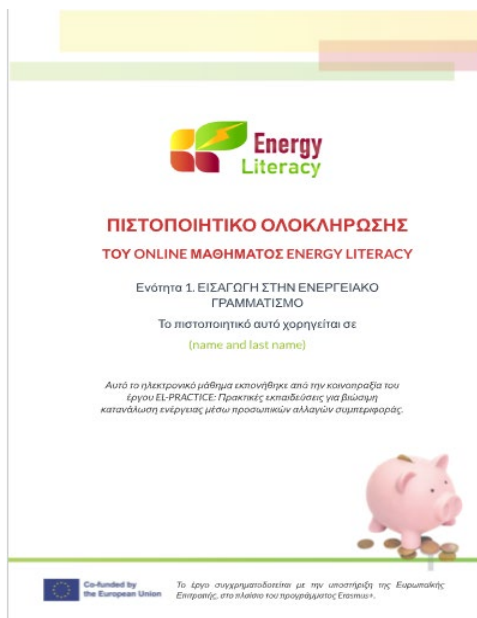 Energy
Literacy
ΠΙΣΤΟΠΟΙΗΤΙΚΟ ΟΛΟΚΛΗΡΩΣΗΣ
ΤΟΥ ONLINE ΜΑΘΗΜΑΤΟΣ ENERGY LITERACY
Ενότητα 1. ΕΙΣΑΓΩΓΗ ΣΤΗΝ ΕΝΕΡΓΕΙΑΚΟ
ΓΡΑΜΜΑΤΙΣΜΟ
Το πιστοποιητικό αυτό χορηγείται σε
(name and last name)
Αυτό το ηλεκτρονικό μάθημα εκπονήθηκε από την κοινοπραξία του
έργου EL-PRACTICE: Πρακτικές εκπαιδεύσεις για βιώσιμη
κατανάλωση ενέργειας μέσω προσωπικών αλλαγών συμπεριφοράς.
Co-funded by
the European Union
Το έργο συγχρηματοδοτείται με την υποστήριξη της Ευρωπαϊκής
Επιτροπής, στο πλαίσιο του προγράμματος Erasmus+.